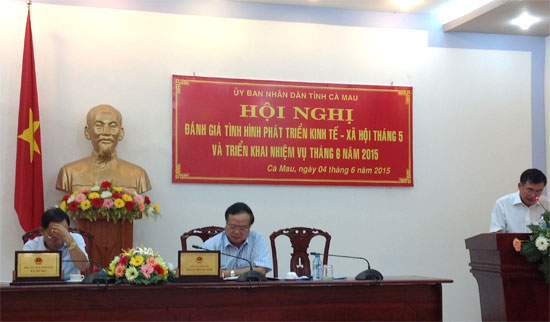 ỦY BAN NHÂN DÂN TỈNH CÀ MAU
HỘI NGHỊ
ĐÁNH GIÁ TÌNH HÌNH PHÁT TRIỂN KINH TẾ - XÃ HỘI THÁNG 5
VÀ TRIỂN KHAI NHIỆM VỤ THÁNG 6 NĂM 2015
Cà Mau, ngày 04 tháng 6 năm 2015